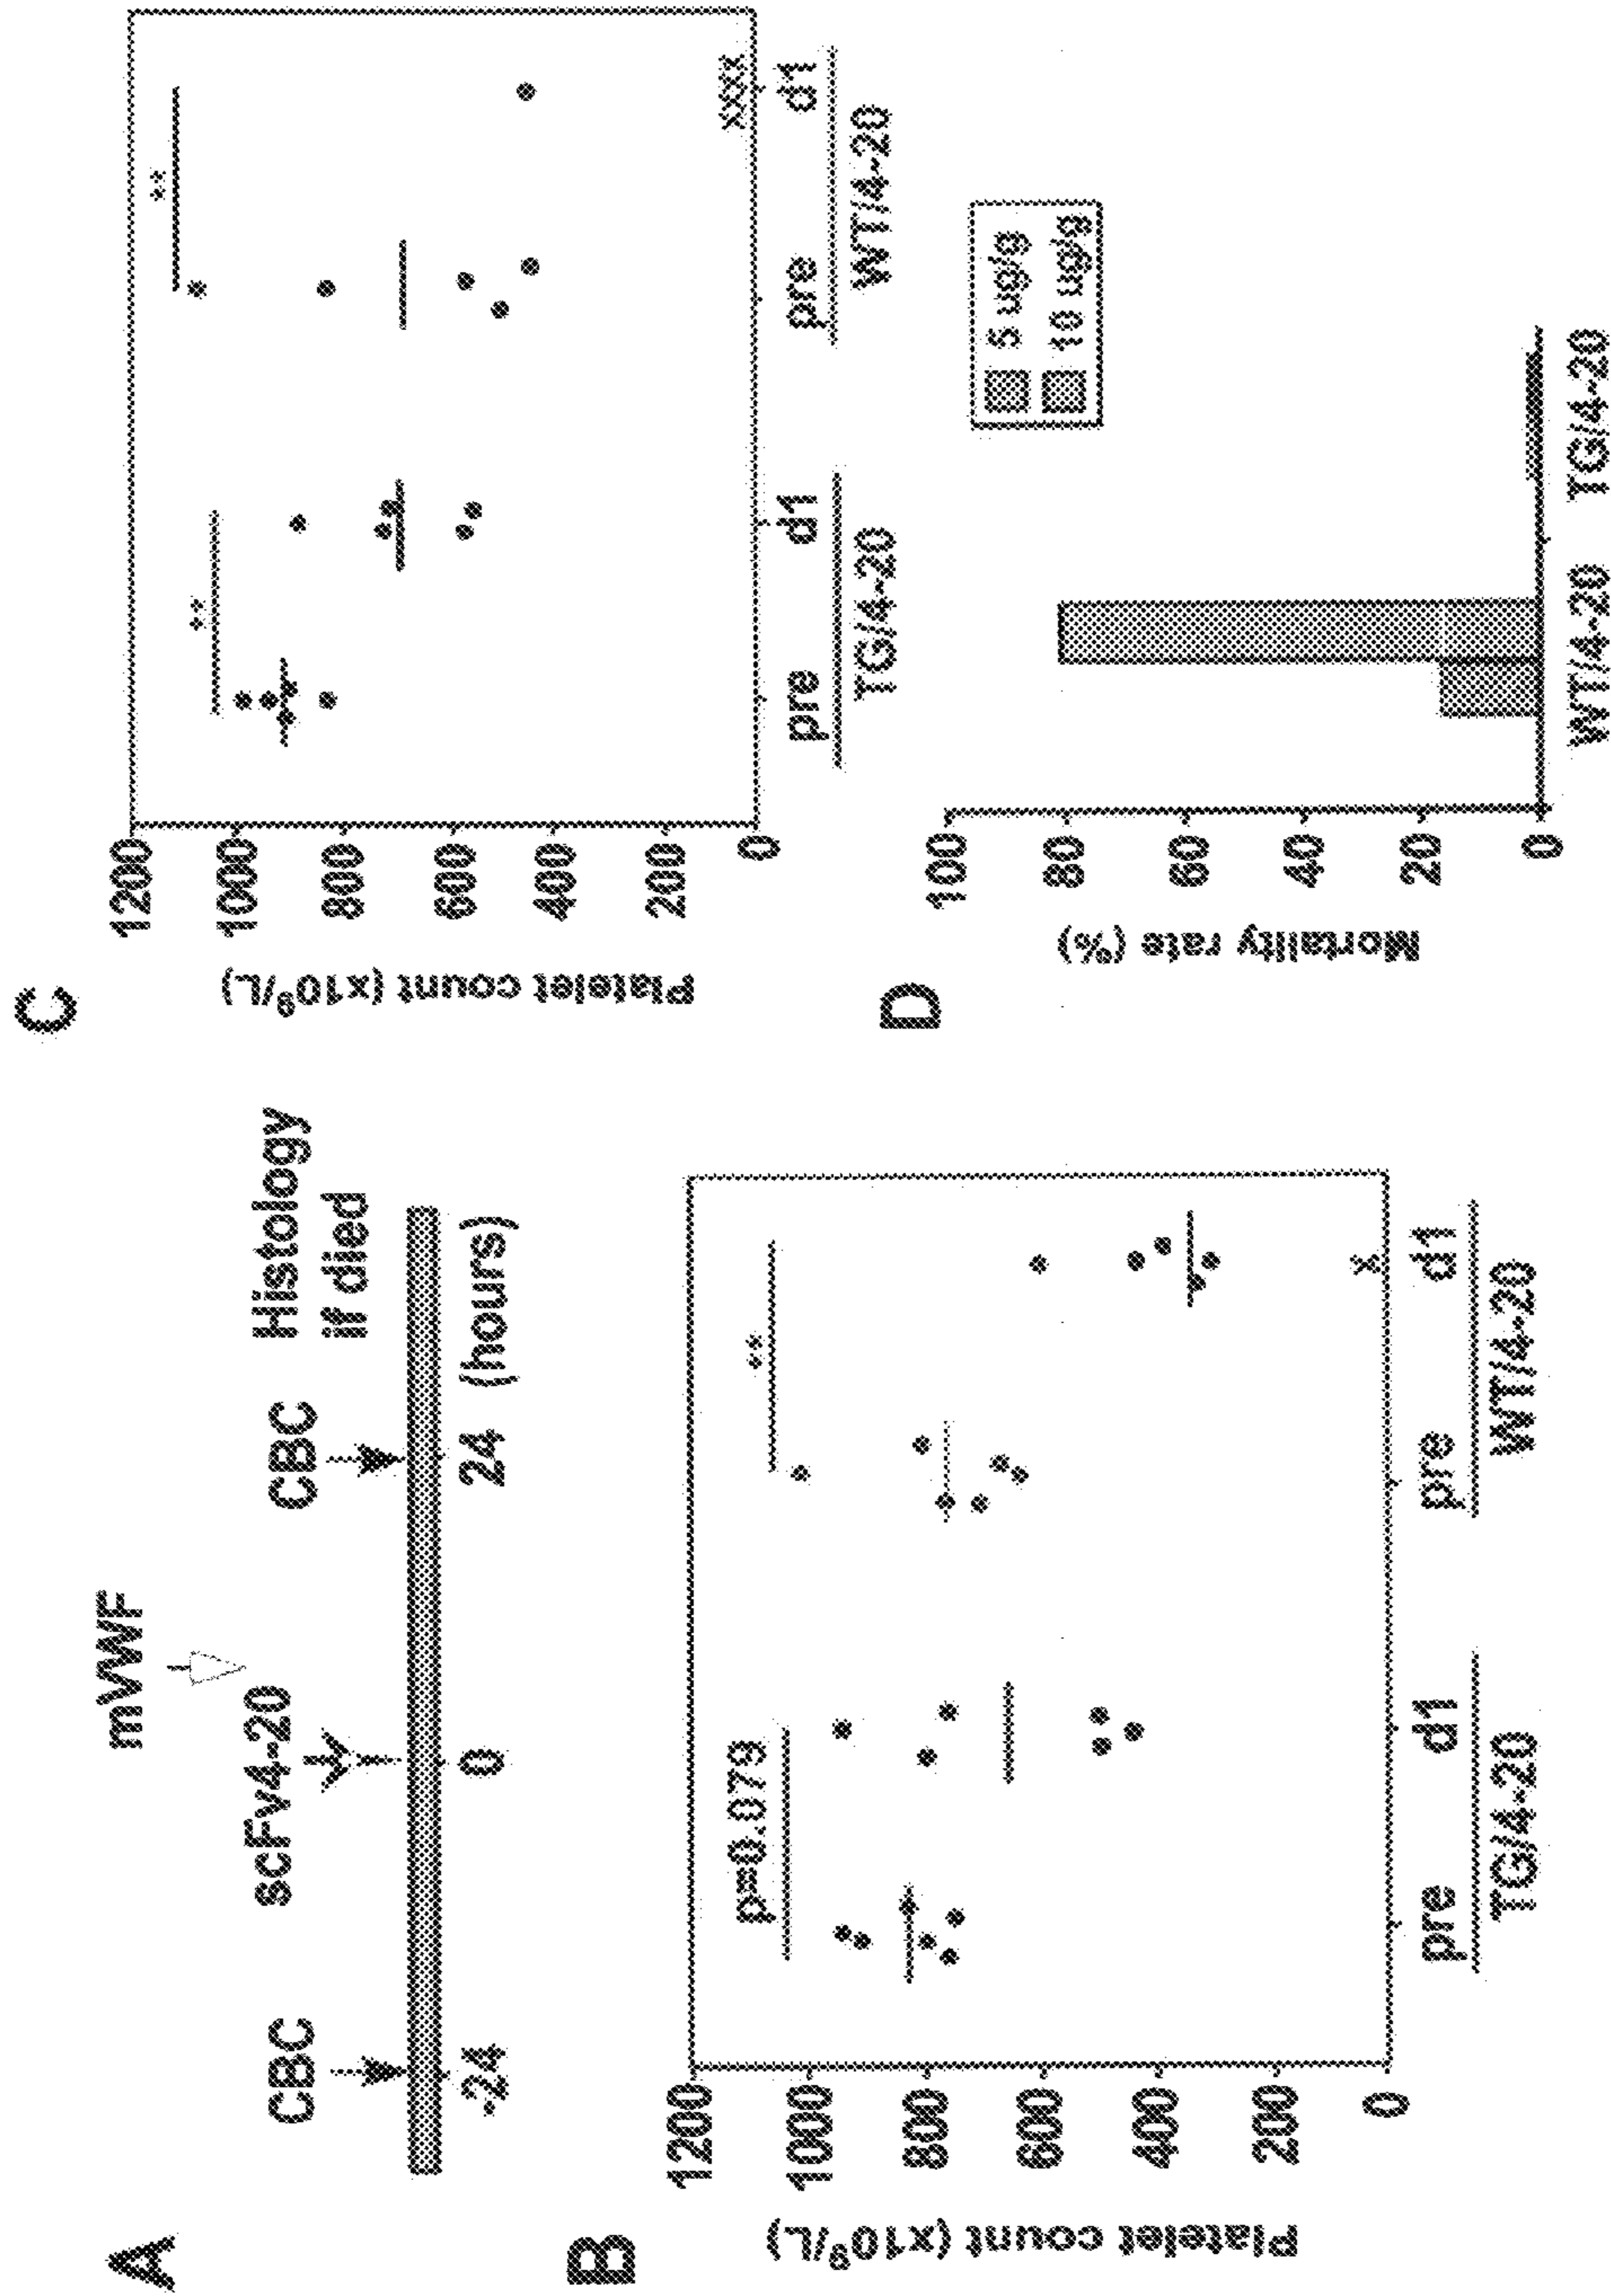 A
mVWF
CBC
scFv4-20
CBC
Histology
if died
-24
0
24 (hours)
B
Platelet count (x10⁹/L)
1200
1000
800
600
400
200
0
p=0.079
**
x
pre
d1
pre
d1
TG/4-20
WT/4-20
C
Platelet count (x10⁹/L)
1200
1000
800
600
400
200
0
**
**
xxxx
pre
d1
pre
d1
TG/4-20
WT/4-20
D
Mortality rate (%)
100
80
60
40
20
0
5 ug/g
10 ug/g
WT/4-20
TG/4-20